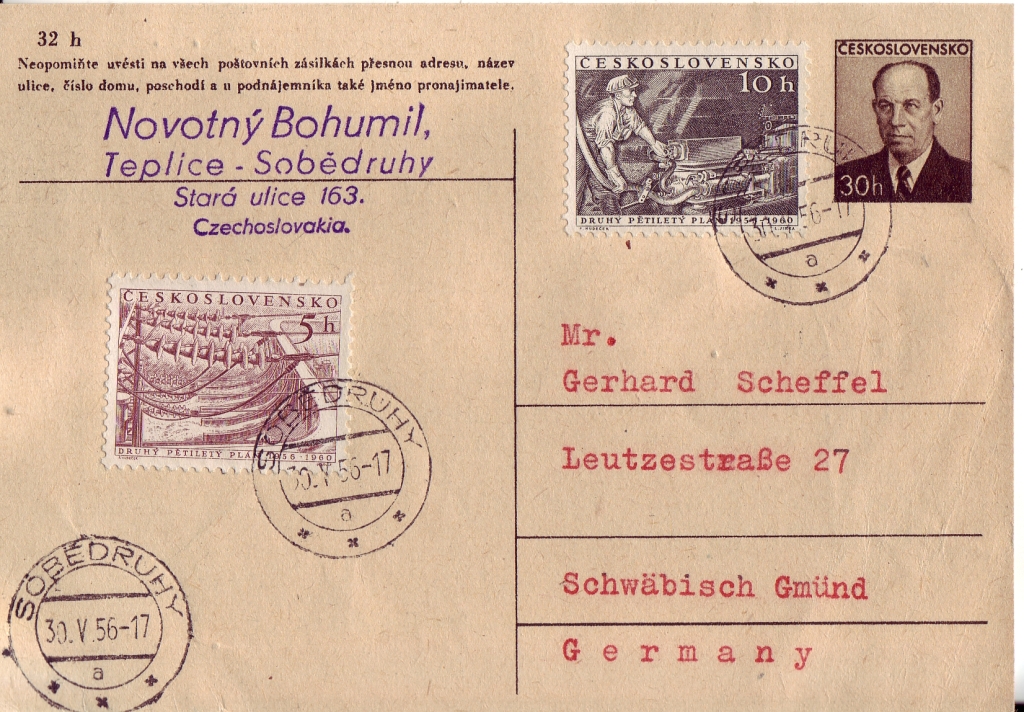 32 h
Neopomiňte uvésti na všech poštovních zásilkách přesnou adresu, název
ulice, číslo domu, poschodí a u podnájemníka také jméno pronajímatele.
Novotný Bohumil,
Teplice - Sobědruhy
Stará ulice 163.
Czechoslovakia.
ČESKOSLOVENSKO
10 h
DRUHÝ PĚTILETÝ PLÁN 1956-1960
ČESKOSLOVENSKO
30h
30.V.56-17
a
ČESKOSLOVENSKO
5 h
DRUHÝ PĚTILETÝ PLÁN 1956-1960
SOBĚDRUHY
30.V.56-17
a
SOBĚDRUHY
30.V.56-17
a
Mr.
Gerhard Scheffel
Leutzestraße 27
Schwäbisch Gmünd
Germany